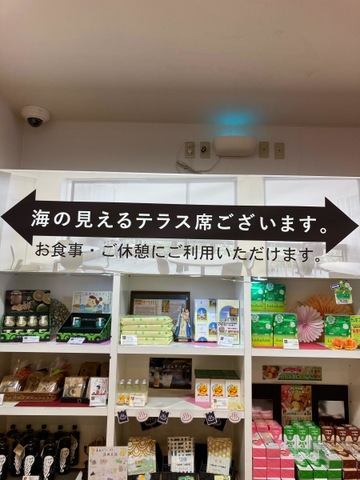 海の見えるテラス席ございます。
お食事・ご休憩にご利用いただけます。